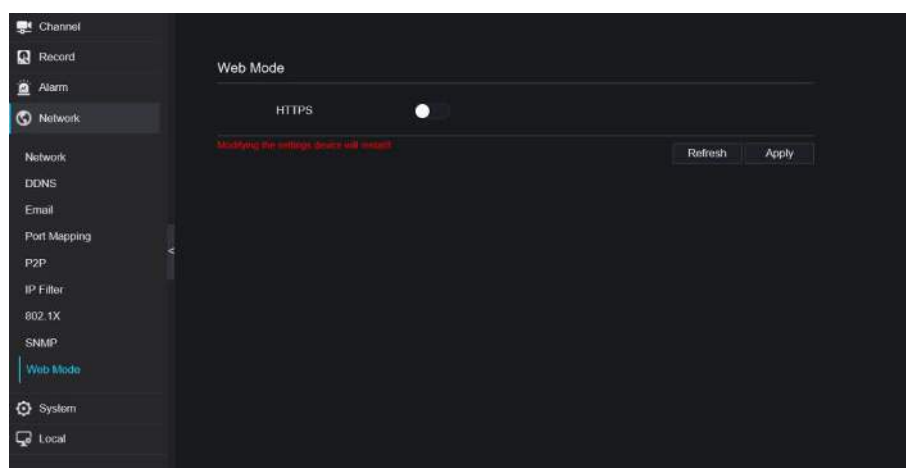 Channel
Record
Alarm
Network
Network
DDNS
Email
Port Mapping
P2P
IP Filter
802.1X
SNMP
Web Mode
System
Local
<
Web Mode
HTTPS
Modifying the settings device will restart!
Refresh Apply